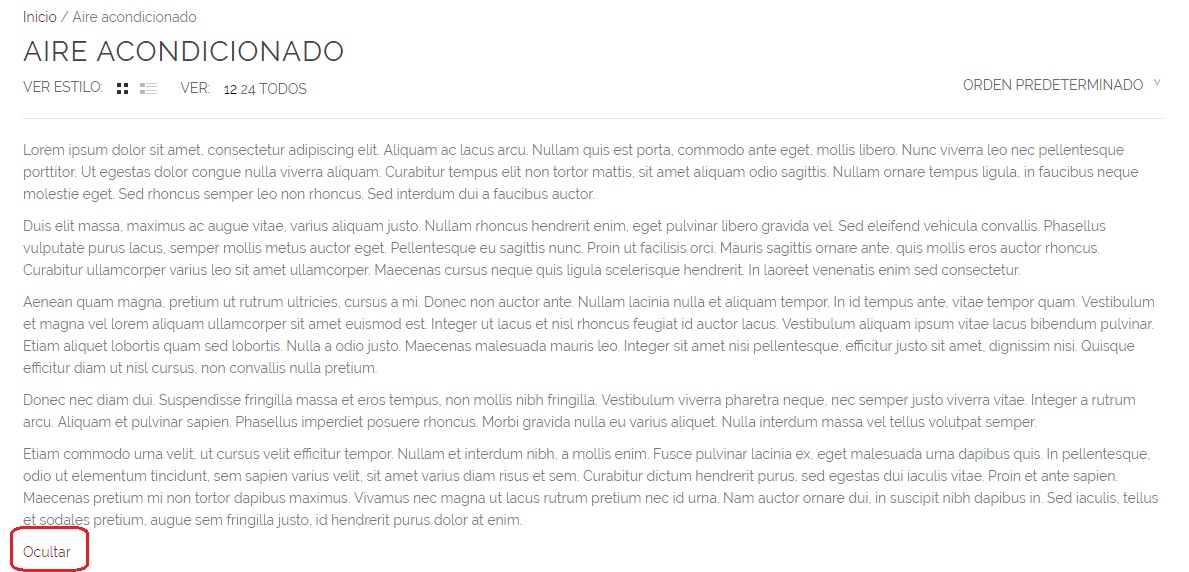 Inicio / Aire acondicionado
AIRE ACONDICIONADO
VER ESTILO: VER: 12 24 TODOS ORDEN PREDETERMINADO
Lorem ipsum dolor sit amet, consectetur adipiscing elit. Aliquam ac lacus arcu. Nullam quis est porta, commodo ante eget, mollis libero. Nunc viverra leo nec pellentesque
porttitor. Ut egestas dolor congue nulla viverra aliquam. Curabitur tempus elit non tortor mattis, sit amet aliquam odio sagittis. Nullam ornare tempus ligula, in faucibus neque
molestie eget. Sed rhoncus semper leo non rhoncus. Sed interdum dui a faucibus auctor.
Duis elit massa, maximus ac augue vitae, varius aliquam justo. Nullam rhoncus hendrerit enim, eget pulvinar libero gravida vel. Sed eleifend vehicula convallis. Phasellus
vulputate purus lacus, semper mollis metus auctor eget. Pellentesque eu sagittis nunc. Proin ut facilisis orci. Mauris sagittis ornare ante, quis mollis eros auctor rhoncus.
Curabitur ullamcorper varius leo sit amet ullamcorper. Maecenas cursus neque quis ligula scelerisque hendrerit. In laoreet venenatis enim sed consectetur.
Aenean quam magna, pretium ut rutrum ultricies, cursus a mi. Donec non auctor ante. Nullam lacinia nulla et aliquam tempor. In id tempus ante, vitae tempor quam. Vestibulum
et magna vel lorem aliquam ullamcorper sit amet euismod est. Integer ut lacus et nisl rhoncus feugiat id auctor lacus. Vestibulum aliquam ipsum vitae lacus bibendum pulvinar.
Etiam aliquet lobortis quam sed lobortis. Nulla a odio justo. Maecenas malesuada mauris leo. Integer sit amet nisi pellentesque, efficitur justo sit amet, dignissim nisi. Quisque
efficitur diam ut nisl cursus, non convallis nulla pretium.
Donec nec diam dui. Suspendisse fringilla massa et eros tempus, non mollis nibh fringilla. Vestibulum viverra pharetra neque, nec semper justo viverra vitae. Integer a rutrum
arcu. Aliquam et pulvinar sapien. Phasellus imperdiet posuere rhoncus. Morbi gravida nulla eu varius aliquet. Nulla interdum massa vel tellus volutpat semper.
Etiam commodo urna velit, ut cursus velit efficitur tempor. Nullam et interdum nibh, a mollis enim. Fusce pulvinar lacinia ex, eget malesuada urna dapibus quis. In pellentesque,
odio ut elementum tincidunt, sem sapien varius velit, sit amet varius diam risus et sem. Curabitur dictum hendrerit purus, sed egestas dui iaculis vitae. Proin et ante sapien.
Maecenas pretium mi non tortor dapibus maximus. Vivamus nec magna ut lacus rutrum pretium nec id urna. Nam auctor ornare dui, in suscipit nibh dapibus in. Sed iaculis, tellus
et sodales pretium, augue sem fringilla justo, id hendrerit purus dolor at enim.
Ocultar